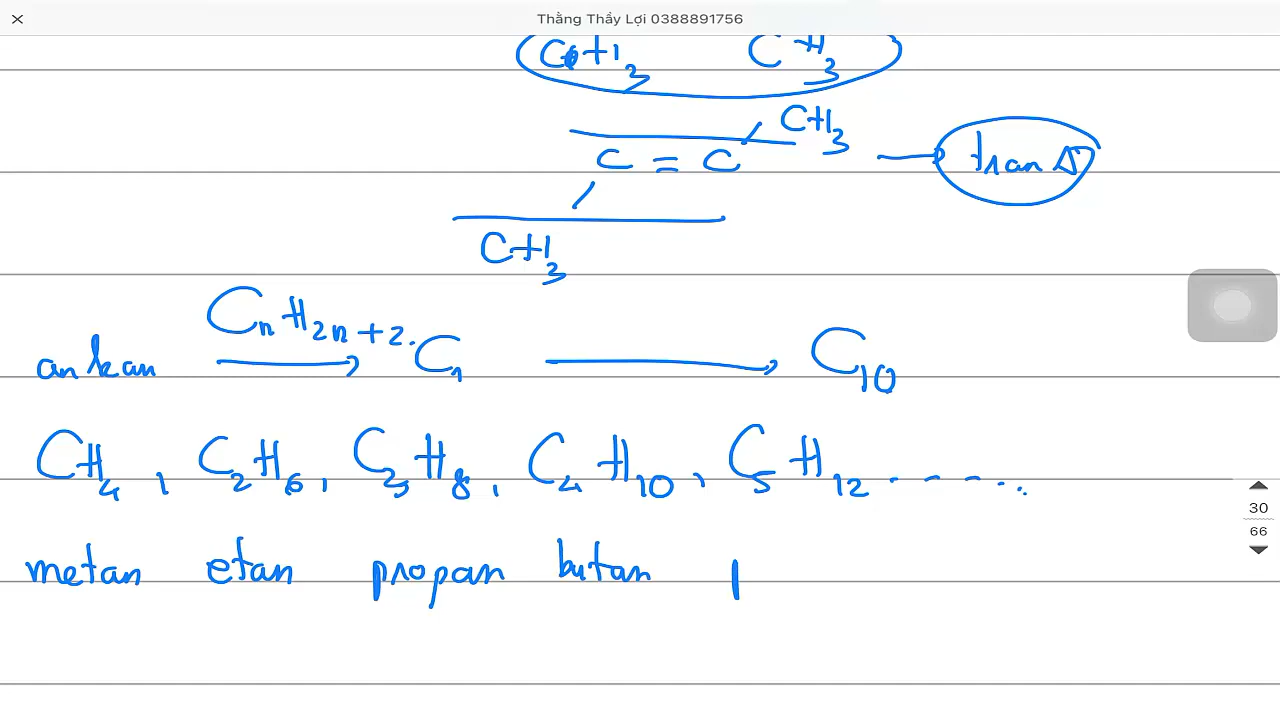 Thằng Thầy Lợi 0388891756
CH3 CH3
CH3
C = C → trans
CH3
CnH2n+2.
ankan → C1 → C10
CH4, C2H6, C3H8, C4H10, C5H12 ......
30
66
metan etan propan butan p